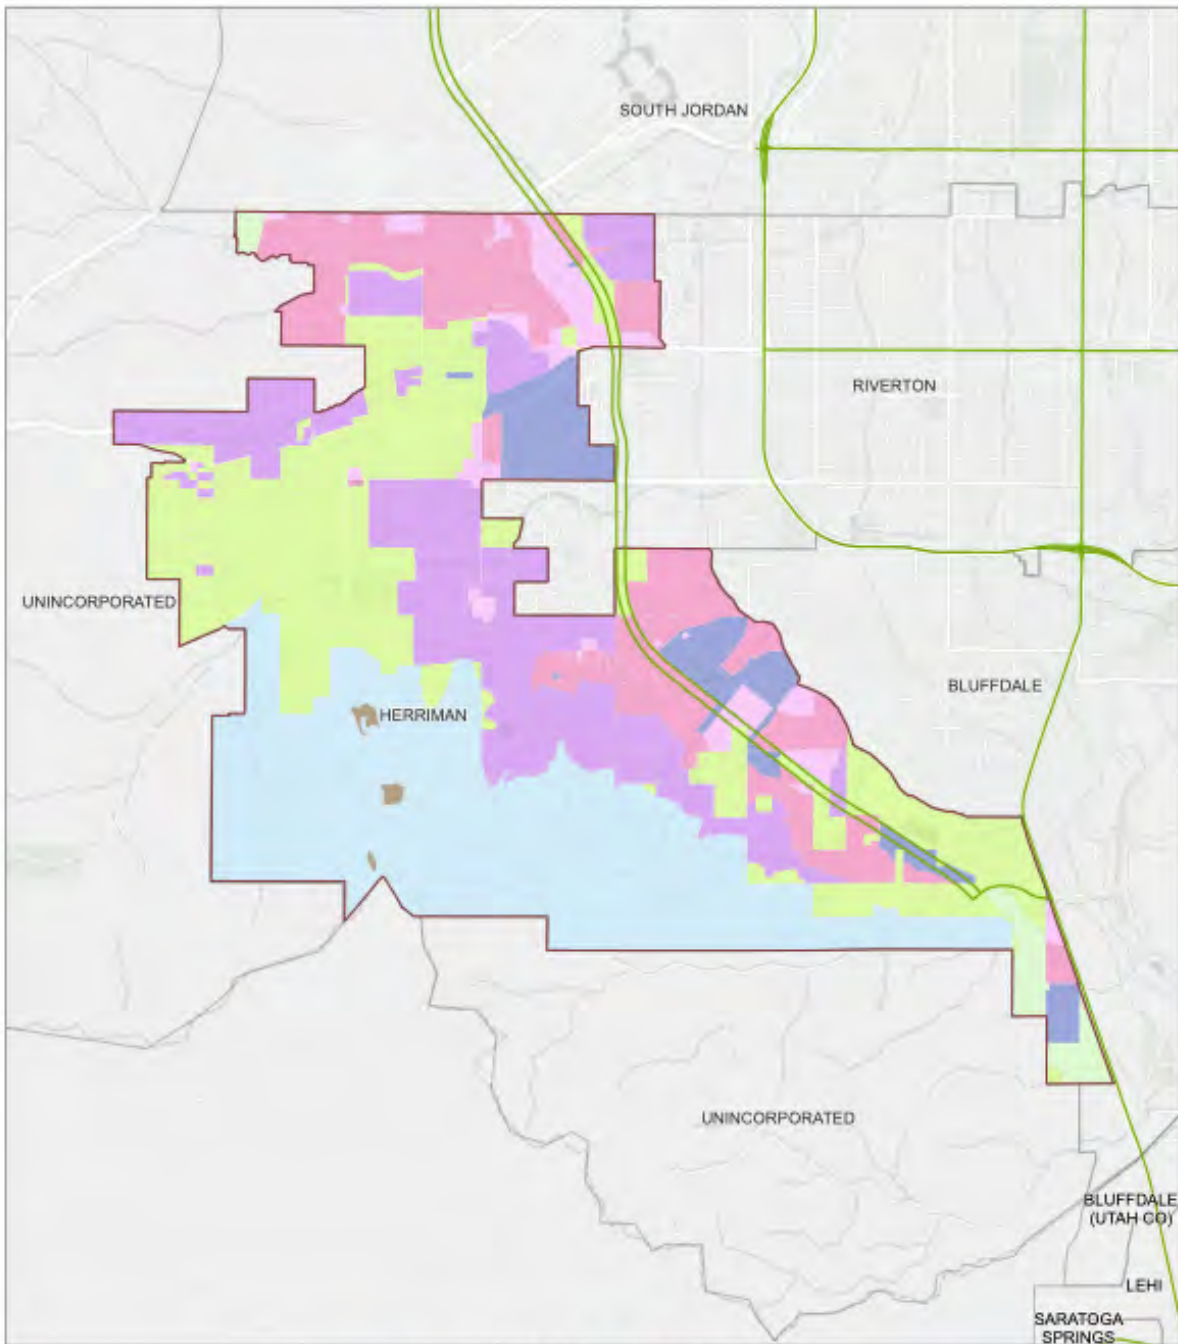 SOUTH JORDAN
RIVERTON
UNINCORPORATED
BLUFFDALE
HERRIMAN
UNINCORPORATED
BLUFFDALE
(UTAH CO)
LEHI
SARATOGA
SPRINGS